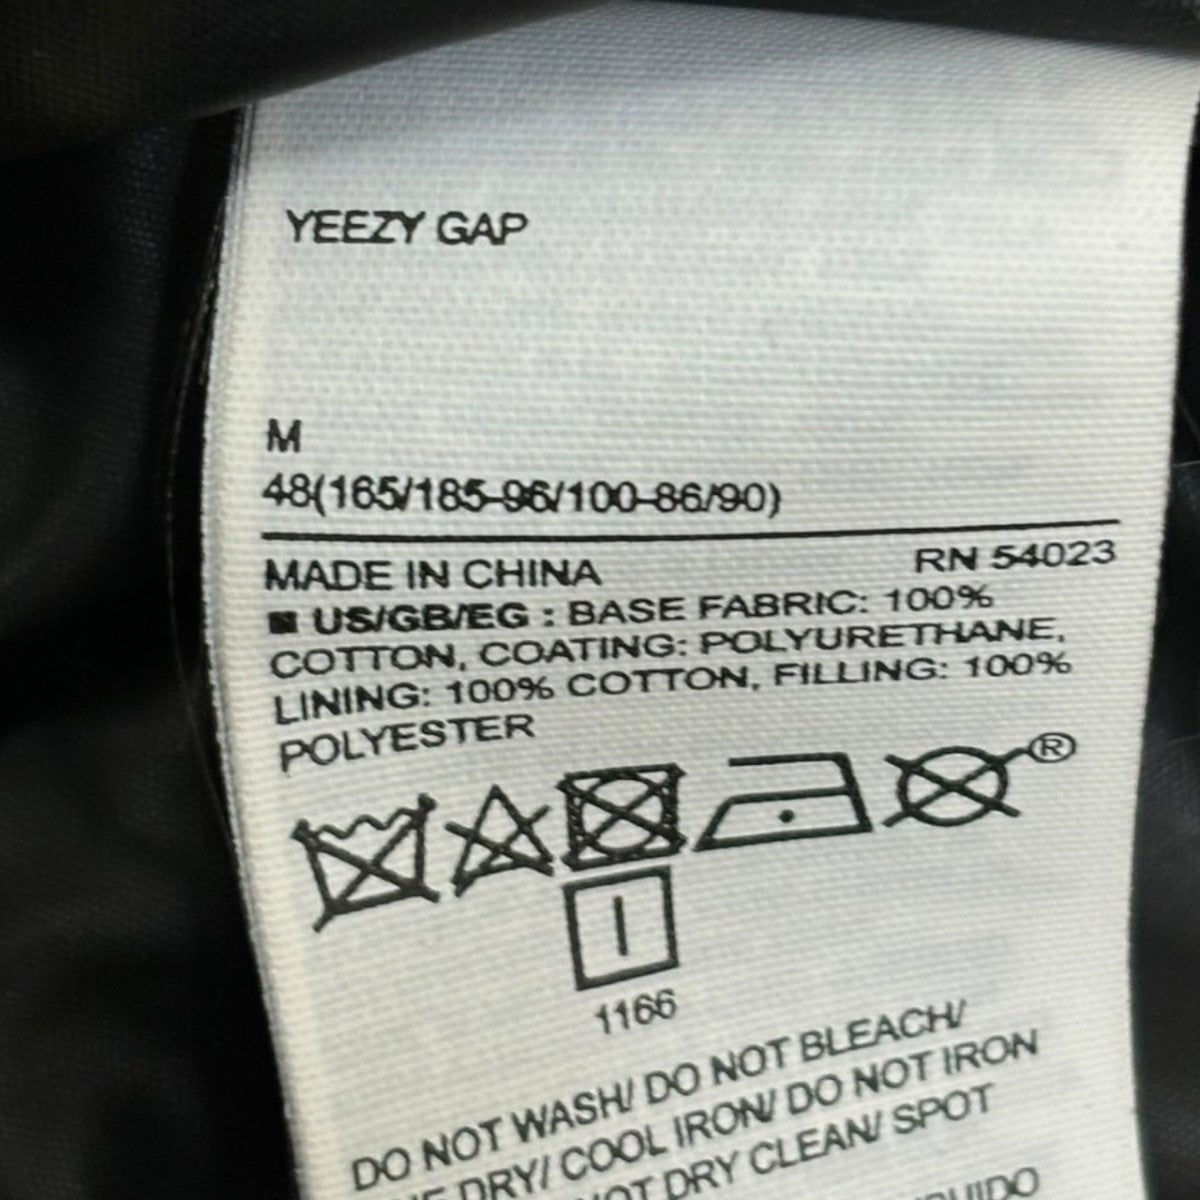 YEEZY GAP
M
48(165/185-96/100-86/90)
MADE IN CHINA RN 54023
US/GB/EG : BASE FABRIC: 100%
COTTON, COATING: POLYURETHANE,
LINING: 100% COTTON, FILLING: 100%
POLYESTER
®
1166
DO NOT WASH/ DO NOT BLEACH/
DRY/ COOL IRON/ DO NOT IRON
NOT DRY CLEAN/ SPOT